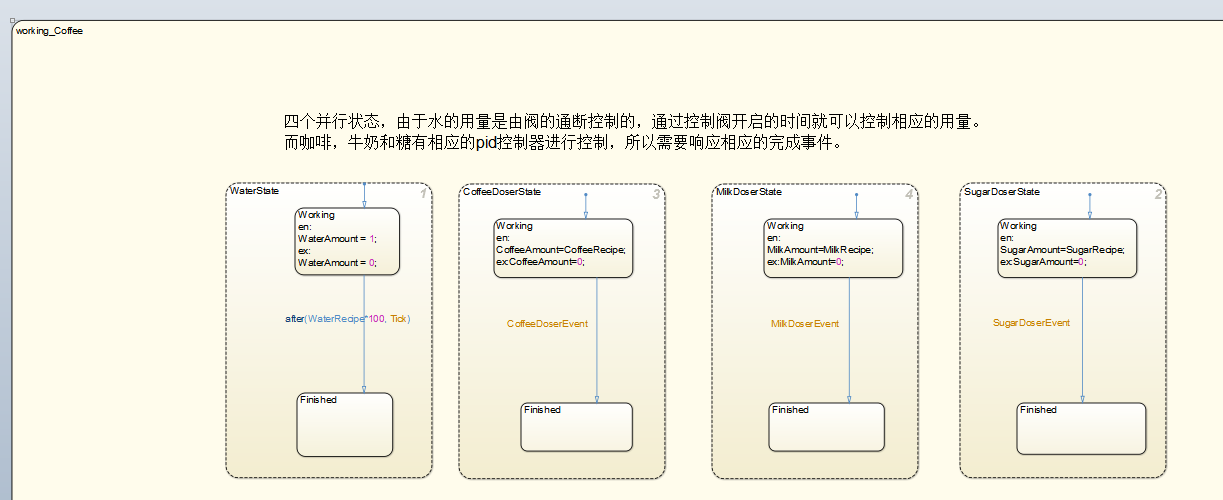 working_Coffee
四个并行状态，由于水的用量是由阀的通断控制的，通过控制阀开启的时间就可以控制相应的用量。
而咖啡，牛奶和糖有相应的pid控制器进行控制，所以需要响应相应的完成事件。
WaterState
1
Working
en:
WaterAmount = 1;
ex:
WaterAmount = 0;
after(WaterRecipe*100, Tick)
Finished
CoffeeDoserState
3
Working
en:
CoffeeAmount=CoffeeRecipe;
ex:CoffeeAmount=0;
CoffeeDoserEvent
Finished
MilkDoserState
4
Working
en:
MilkAmount=MilkRecipe;
ex:MilkAmount=0;
MilkDoserEvent
Finished
SugarDoserState
2
Working
en:
SugarAmount=SugarRecipe;
ex:SugarAmount=0;
SugarDoserEvent
Finished